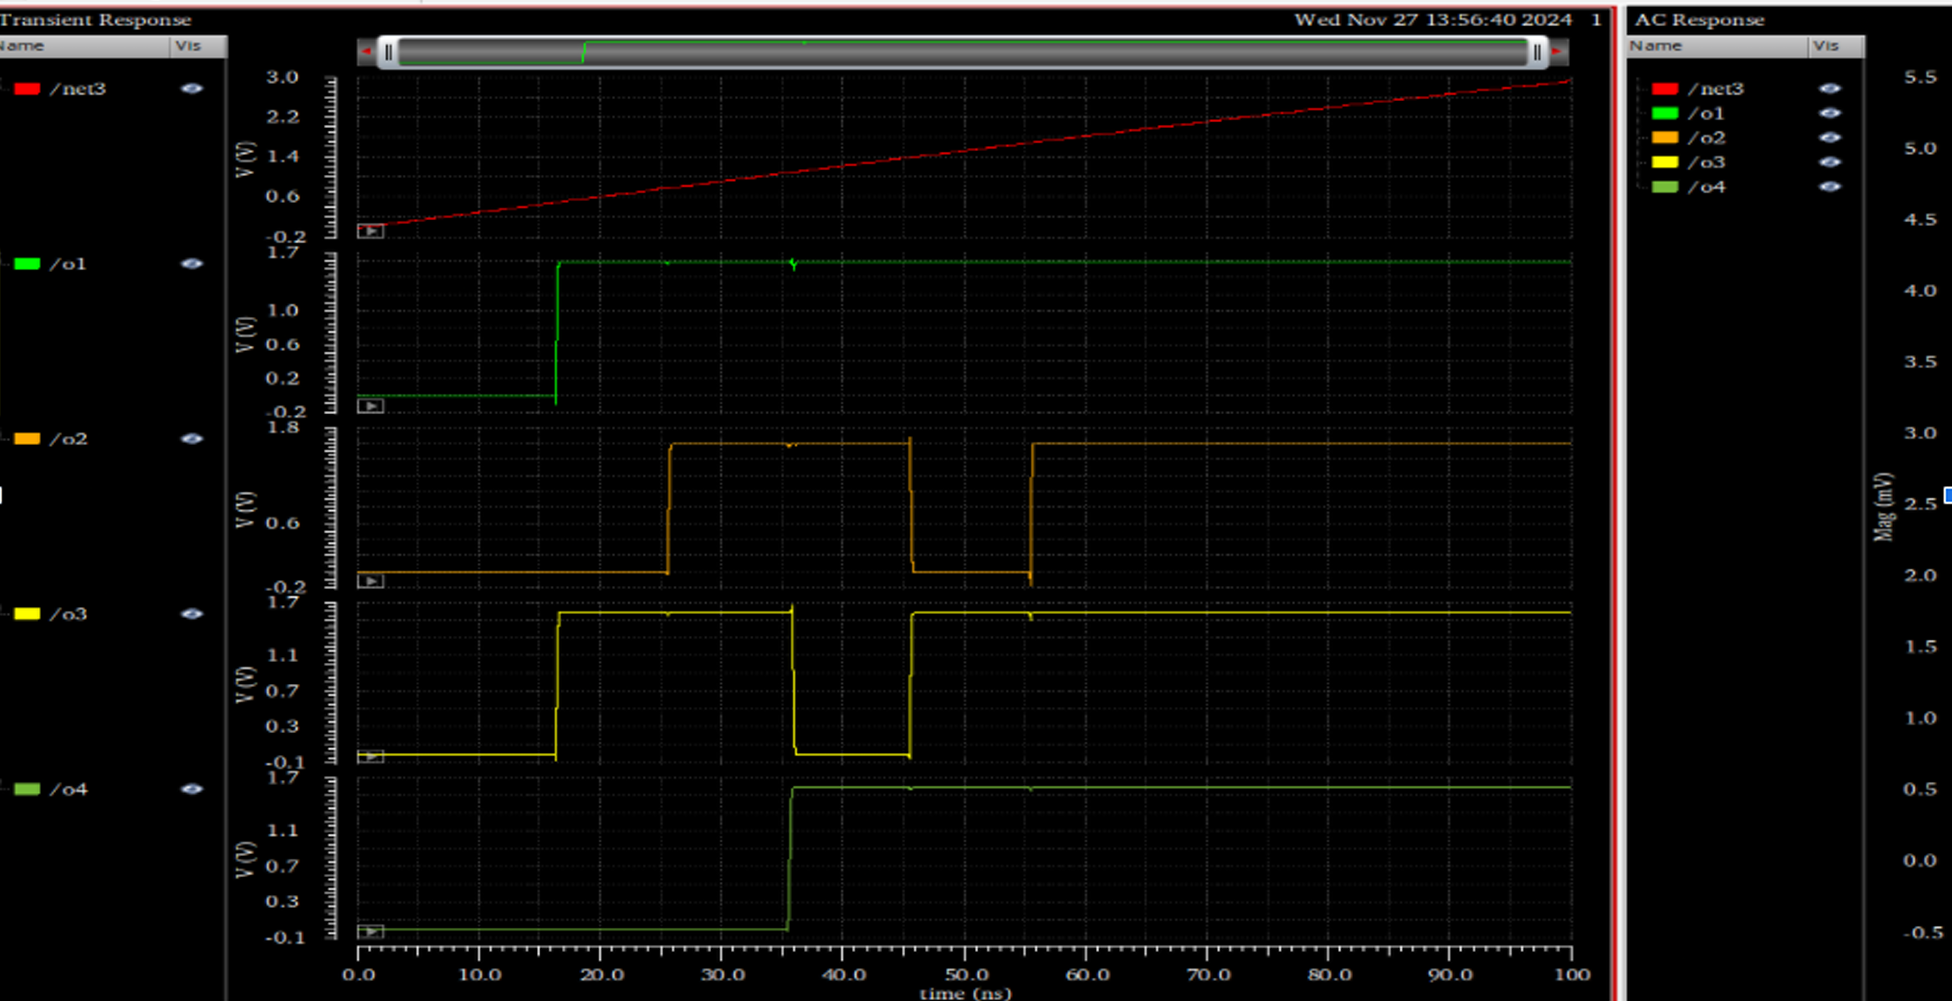 Transient Response
Wed Nov 27 13:56:40 2024 1
Name Vis
/net3
/o1
/o2
/o3
/o4
V (V)
3.0
2.2
1.4
0.6
-0.2
V (V)
1.7
1.0
0.6
0.2
-0.2
V (V)
1.8
0.6
-0.2
V (V)
1.7
1.1
0.7
0.3
-0.1
V (V)
1.7
1.1
0.7
0.3
-0.1
0.0 10.0 20.0 30.0 40.0 50.0 60.0 70.0 80.0 90.0 100
time (ns)
AC Response
Name Vis
/net3
/o1
/o2
/o3
/o4
Mag (mV)
5.5
5.0
4.5
4.0
3.5
3.0
2.5
2.0
1.5
1.0
0.5
0.0
-0.5